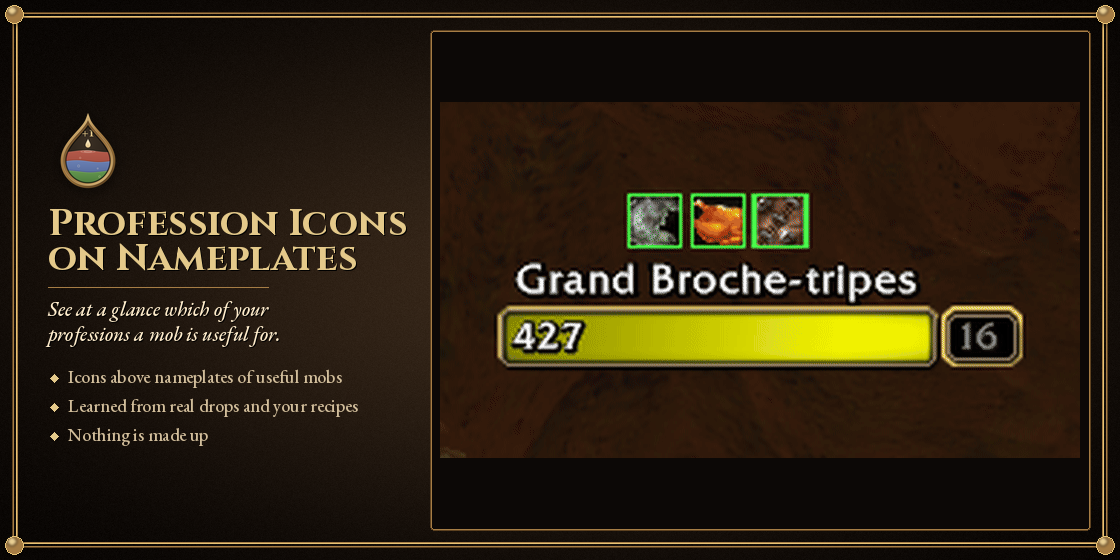 +1
PROFESSION ICONS
ON NAMEPLATES
See at a glance which of your
professions a mob is useful for.
Icons above nameplates of useful mobs
Learned from real drops and your recipes
Nothing is made up
Grand Broche-tripes
427
16